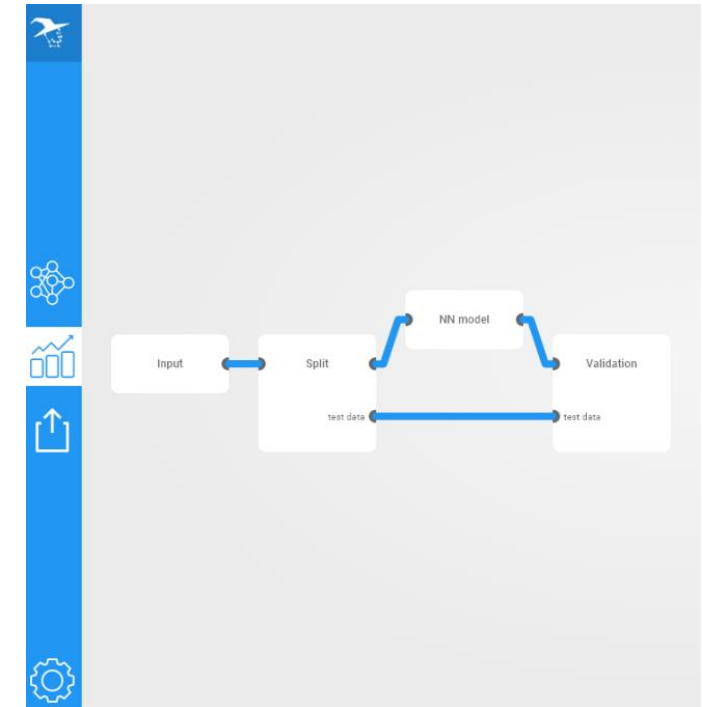 NN model
Input
Split
Validation
test data
test data